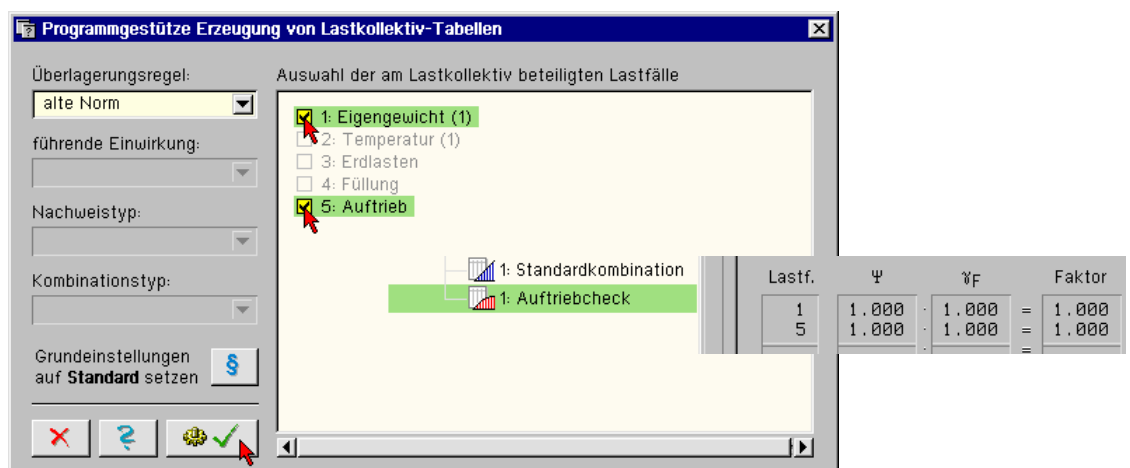 Programmgestütze Erzeugung von Lastkollektiv-Tabellen
Überlagerungsregel:
alte Norm
führende Einwirkung:
Nachweistyp:
Kombinationstyp:
Grundeinstellungen
auf Standard setzen
§
Auswahl der am Lastkollektiv beteiligten Lastfälle
1: Eigengewicht (1)
2: Temperatur (1)
3: Erdlasten
4: Füllung
5: Auftrieb
1: Standardkombination
1: Auftriebcheck
Lastf. Ψ γF Faktor
1 1.000 · 1.000 = 1.000
5 1.000 · 1.000 = 1.000
· =